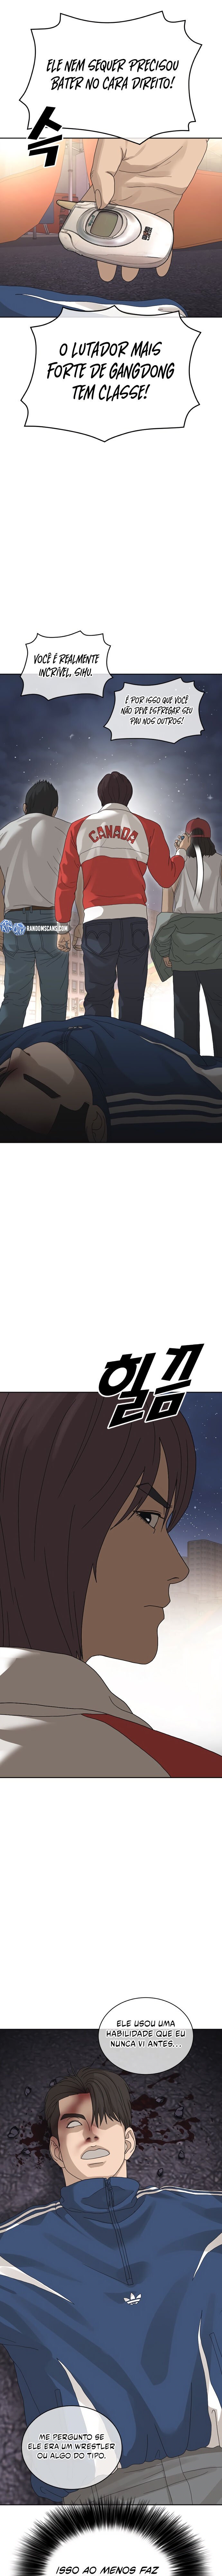 ELE NEM SEQUER PRECISOU
BATER NO CARA DIREITO!
슥
O LUTADOR MAIS
FORTE DE GANGDONG
TEM CLASSE!
VOCÊ É REALMENTE
INCRÍVEL, SIHU.
É POR ISSO QUE VOCÊ
NÃO DEVE ESFREGAR SEU
PAU NOS OUTROS!
CANADA
RANDOMSCANS.COM
힐끔
ELE USOU UMA
HABILIDADE QUE EU
NUNCA VI ANTES...
ME PERGUNTO SE
ELE ERA UM WRESTLER
OU ALGO DO TIPO.
ISSO AO MENOS FAZ